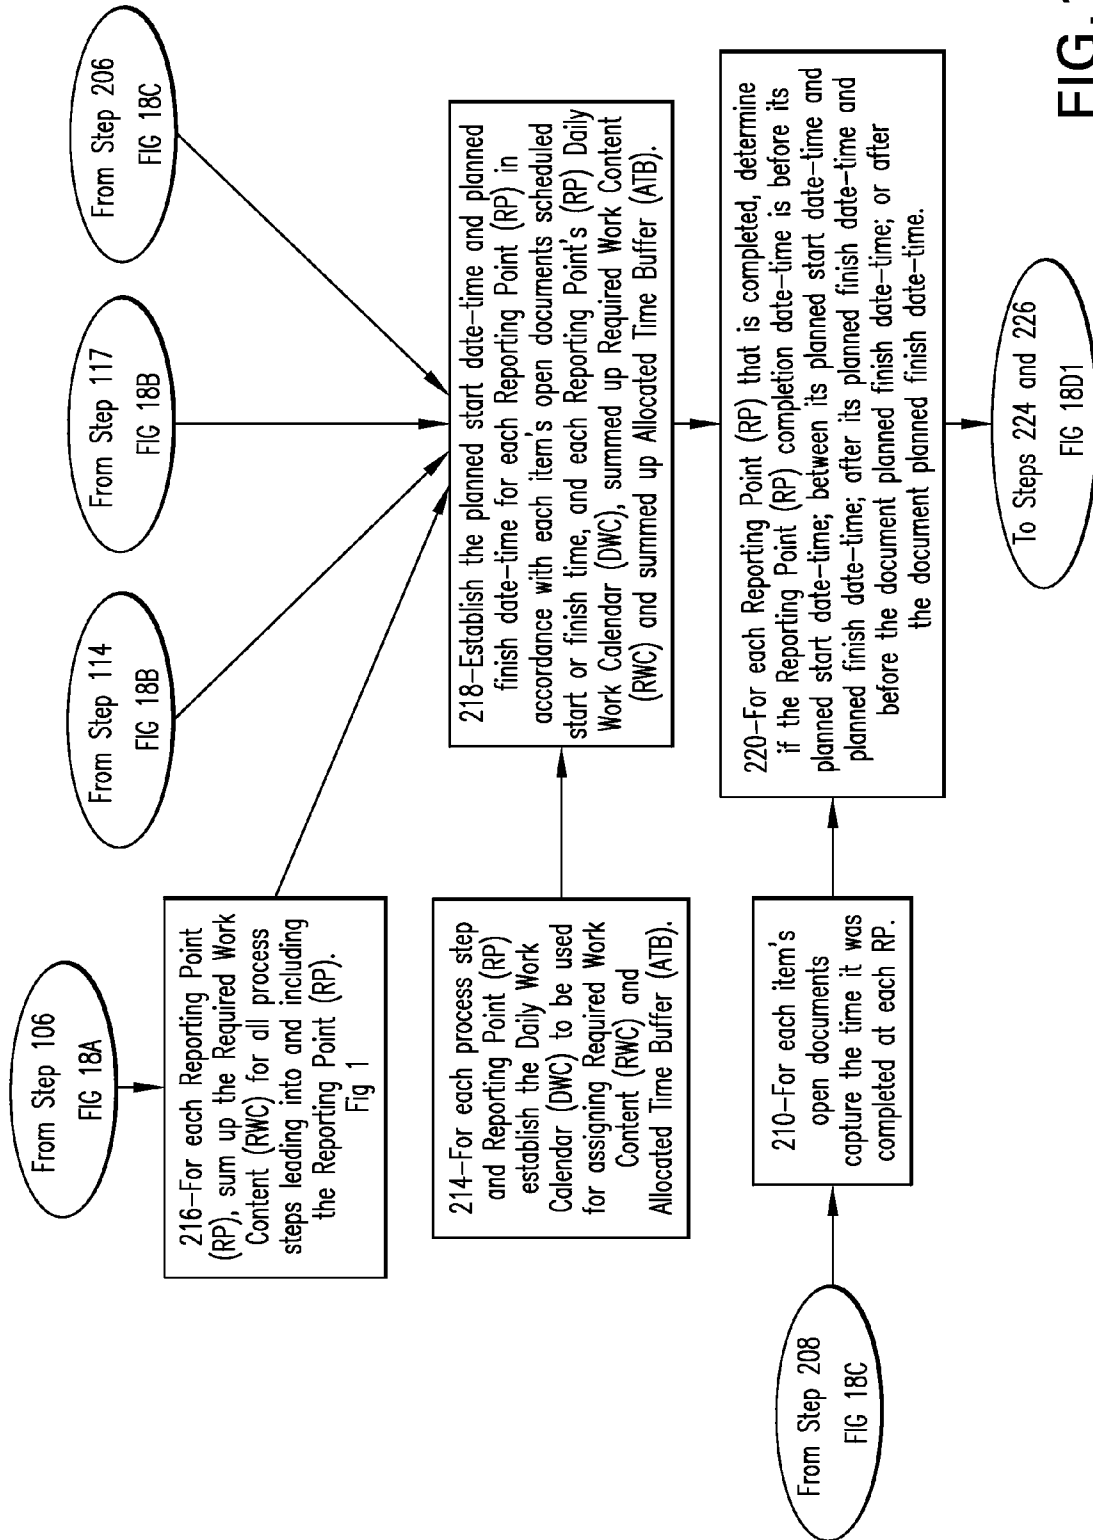 From Step 106
FIG 18A
216-For each Reporting Point
(RP), sum up the Required Work
Content (RWC) for all process
steps leading into and including
the Reporting Point (RP).
Fig 1
From Step 114
FIG 18B
From Step 117
FIG 18B
From Step 206
FIG 18C
214-For each process step
and Reporting Point (RP)
establish the Daily Work
Calendar (DWC) to be used
for assigning Required Work
Content (RWC) and
Allocated Time Buffer (ATB).
218-Establish the planned start date-time and planned
finish date-time for each Reporting Point (RP) in
accordance with each item's open documents scheduled
start or finish time, and each Reporting Point's (RP) Daily
Work Calendar (DWC), summed up Required Work Content
(RWC) and summed up Allocated Time Buffer (ATB).
From Step 208
FIG 18C
210-For each item's
open documents
capture the time it was
completed at each RP.
220-For each Reporting Point (RP) that is completed, determine
if the Reporting Point (RP) completion date-time is before its
planned start date-time; between its planned start date-time and
planned finish date-time; after its planned finish date-time and
before the document planned finish date-time; or after
the document planned finish date-time.
To Steps 224 and 226
FIG 18D1
FIG.